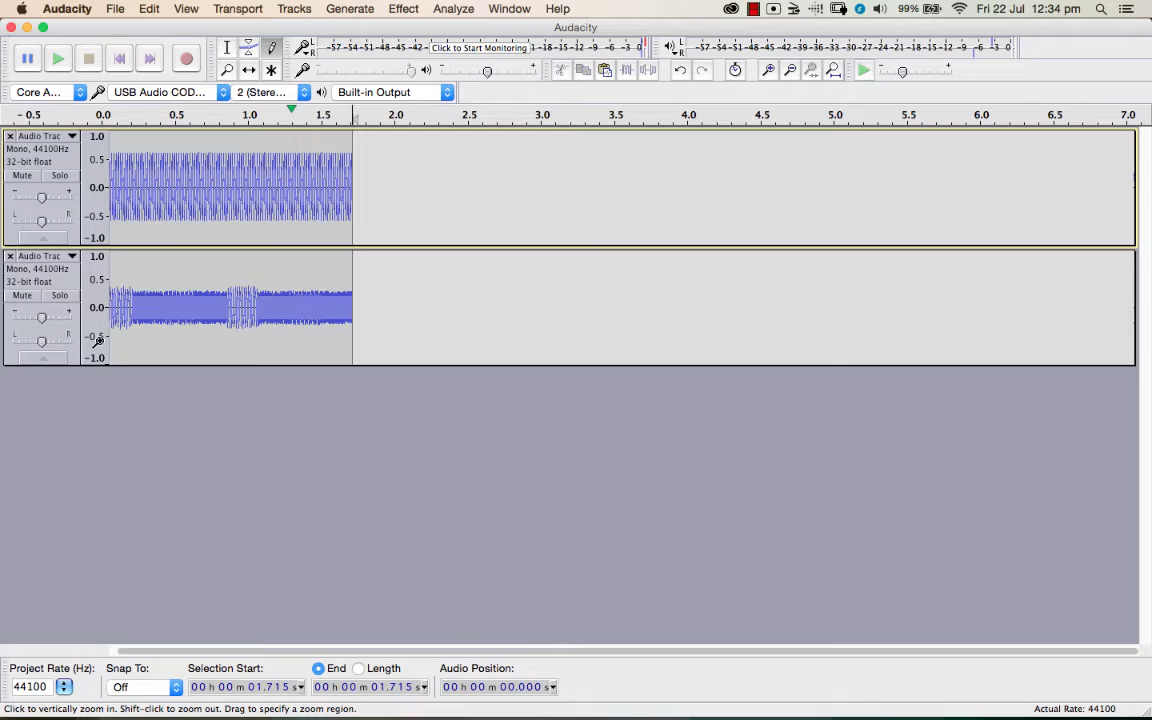 Audacity File Edit View Transport Tracks Generate Effect Analyze Window Help 99% Fri 22 Jul 12:34 pm
Audacity
L R -57 -54 -51 -48 -45 -42 - Click to Start Monitoring 1 -18 -15 -12 -9 -6 -3 0 L R -57 -54 -51 -48 -45 -42 -39 -36 -33 -30 -27 -24 -21 -18 -15 -12 -9 -6 -3 0
- + - + - +
Core A... USB Audio COD... 2 (Stere... Built-in Output
- 0.5 0.0 0.5 1.0 1.5 2.0 2.5 3.0 3.5 4.0 4.5 5.0 5.5 6.0 6.5 7.0
Audio Trac 1.0
Mono, 44100Hz
32-bit float 0.5
Mute Solo
- + 0.0
L R -0.5
-1.0
Audio Trac 1.0
Mono, 44100Hz
32-bit float 0.5
Mute Solo
- + 0.0
L R -0.5
-1.0
Project Rate (Hz): Snap To: Selection Start: End Length Audio Position:
44100 Off 00 h 00 m 01.715 s 00 h 00 m 01.715 s 00 h 00 m 00.000 s
Click to vertically zoom in. Shift-click to zoom out. Drag to specify a zoom region. Actual Rate: 44100